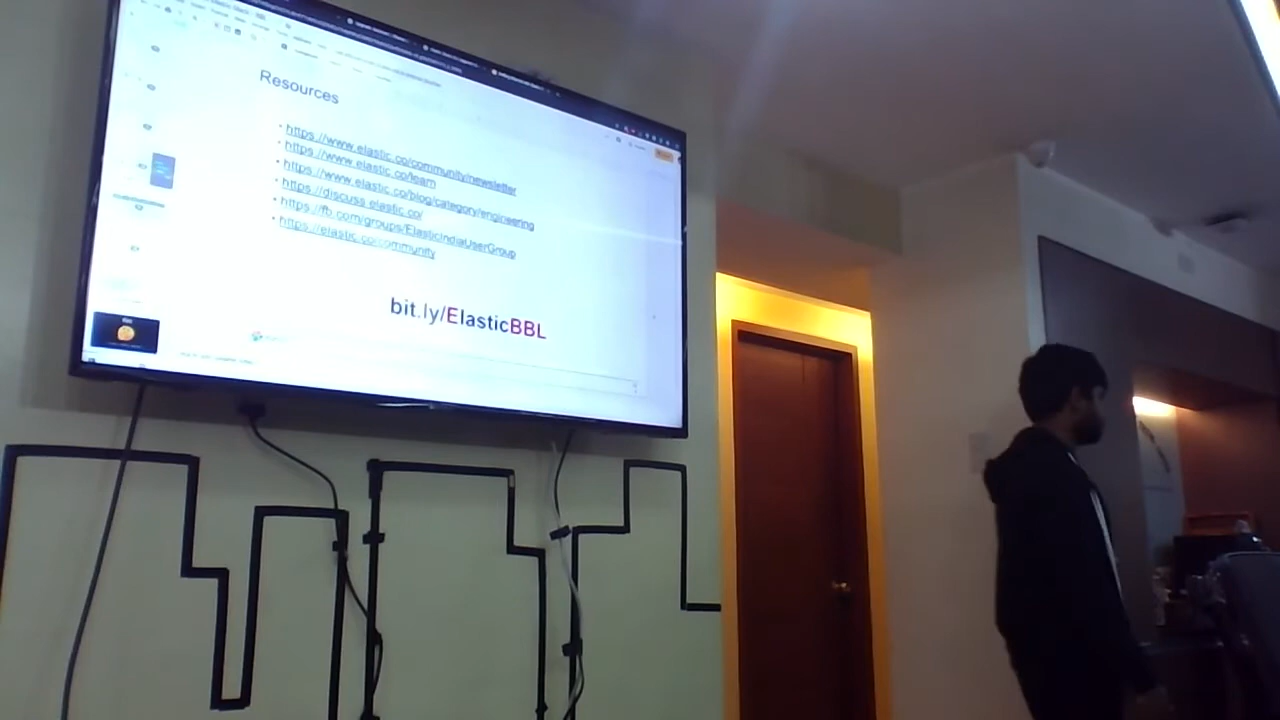 Resources
• https://www.elastic.co/community/newsletter
• https://www.elastic.co/learn
• https://www.elastic.co/blog/category/engineering
• https://discuss.elastic.co/
• https://fb.com/groups/ElasticIndiaUserGroup
• https://elastic.co/community
bit.ly/ElasticBBL